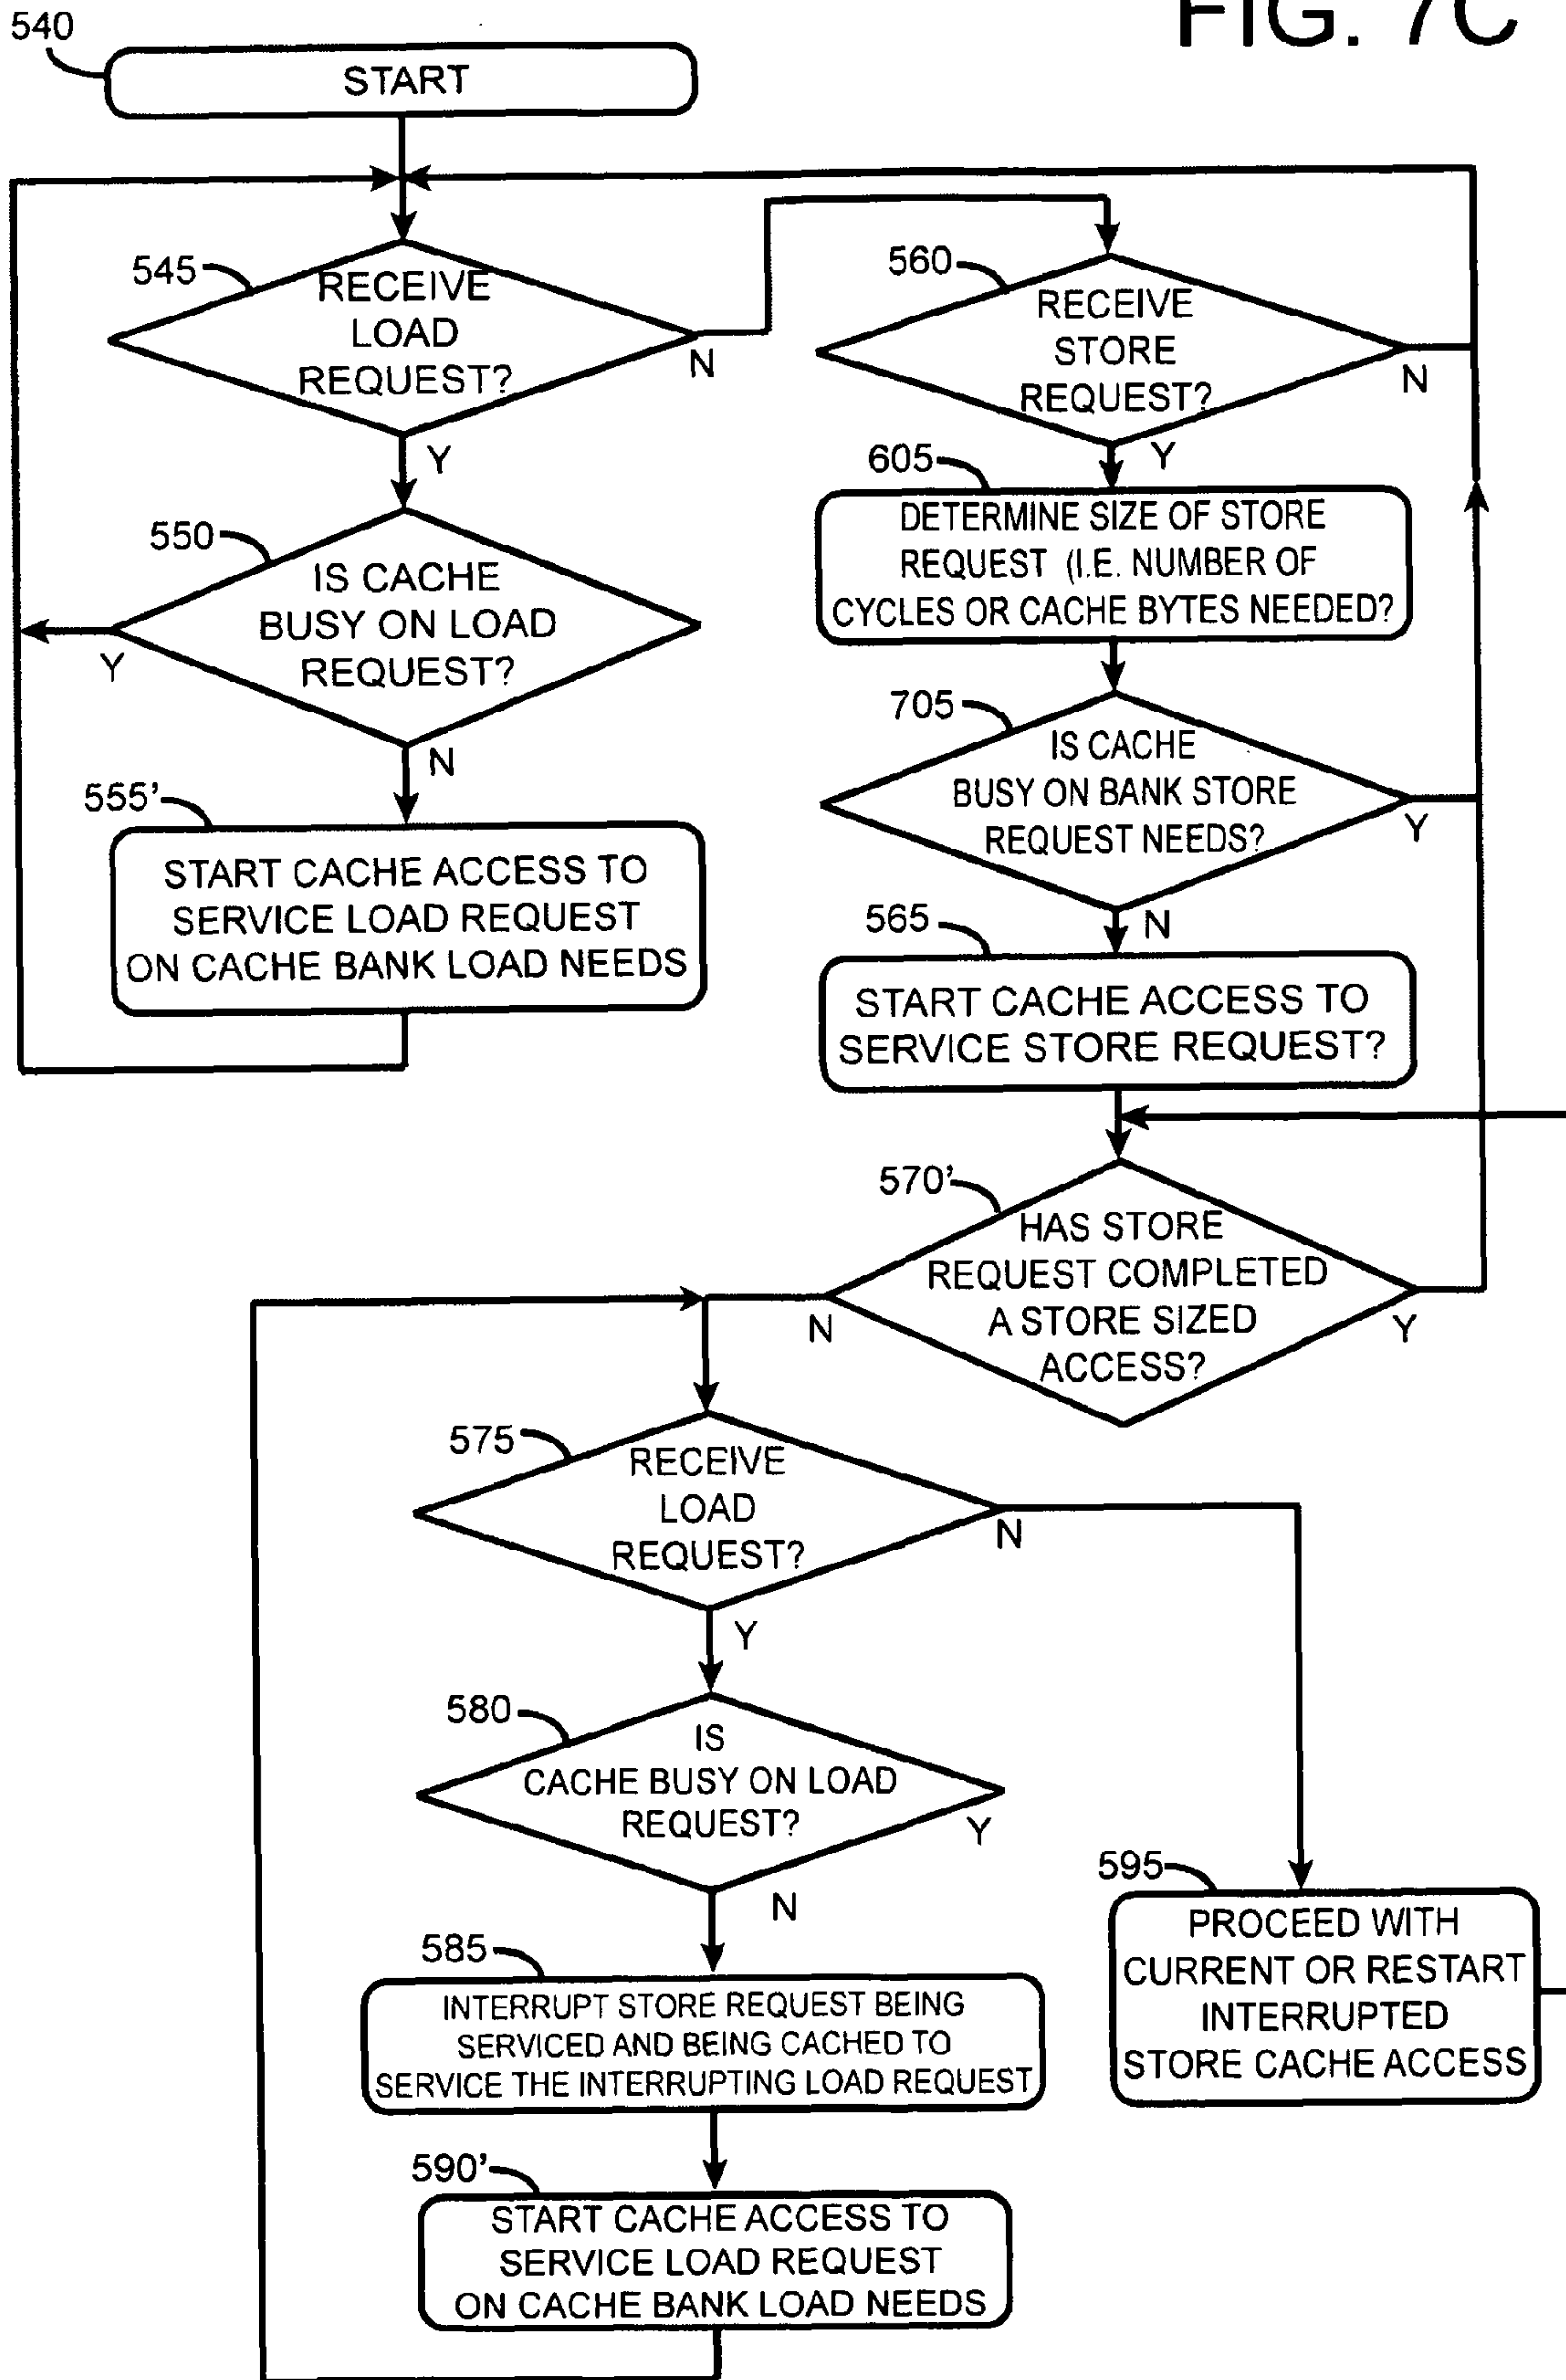 FIG. 7C
540
START
545
RECEIVE
LOAD
REQUEST?
N
Y
550
IS CACHE
BUSY ON LOAD
REQUEST?
Y
N
555'
START CACHE ACCESS TO
SERVICE LOAD REQUEST
ON CACHE BANK LOAD NEEDS
560
RECEIVE
STORE
REQUEST?
N
Y
605
DETERMINE SIZE OF STORE
REQUEST (I.E. NUMBER OF
CYCLES OR CACHE BYTES NEEDED?
705
IS CACHE
BUSY ON BANK STORE
REQUEST NEEDS?
Y
N
565
START CACHE ACCESS TO
SERVICE STORE REQUEST?
570'
HAS STORE
REQUEST COMPLETED
A STORE SIZED
ACCESS?
N
Y
575
RECEIVE
LOAD
REQUEST?
N
Y
580
IS
CACHE BUSY ON LOAD
REQUEST?
Y
N
585
INTERRUPT STORE REQUEST BEING
SERVICED AND BEING CACHED TO
SERVICE THE INTERRUPTING LOAD REQUEST
590'
START CACHE ACCESS TO
SERVICE LOAD REQUEST
ON CACHE BANK LOAD NEEDS
595
PROCEED WITH
CURRENT OR RESTART
INTERRUPTED
STORE CACHE ACCESS